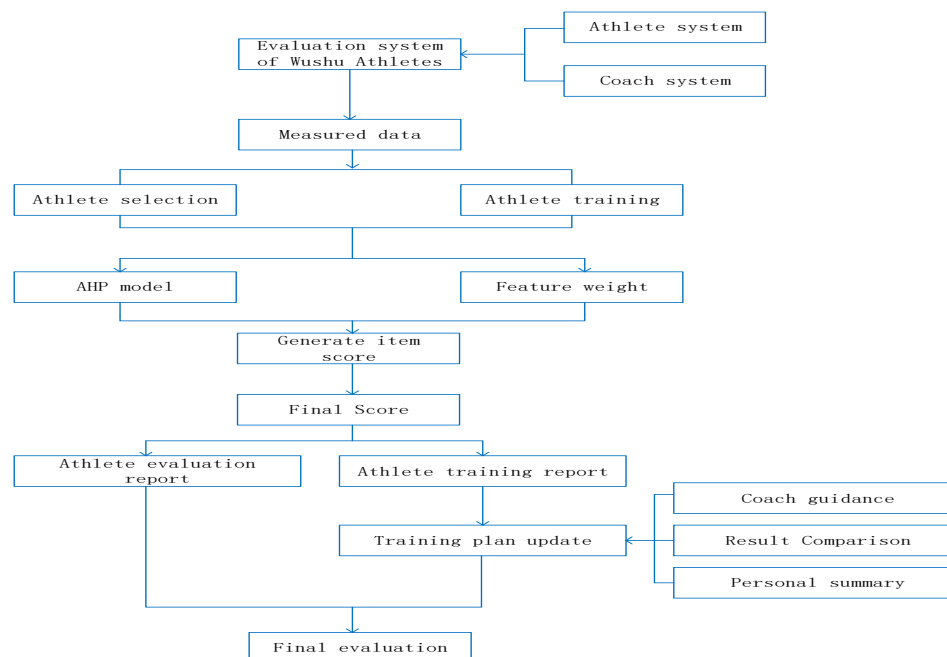 Athlete system
Evaluation system
of Wushu Athletes
Coach system
Measured data
Athlete selection
Athlete training
AHP model
Feature weight
Generate item
score
Final Score
Athlete evaluation
report
Athlete training report
Coach guidance
Training plan update
Result Comparison
Personal summary
Final evaluation